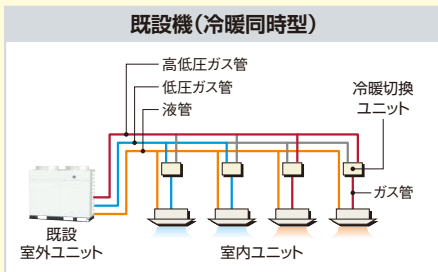 既設機（冷暖同時型）
高低圧ガス管
低圧ガス管
液管
冷暖切換
ユニット
ガス管
既設
室外ユニット
室内ユニット